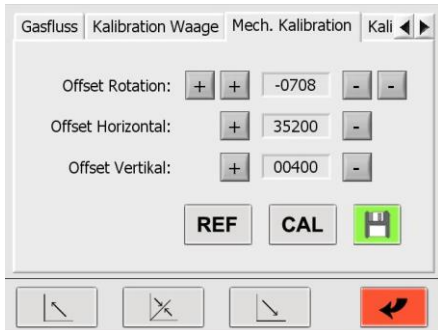 Gasfluss Kalibration Waage Mech. Kalibration Kali
Offset Rotation: + + -0708 - -
Offset Horizontal: + 35200 -
Offset Vertikal: + 00400 -
REF CAL